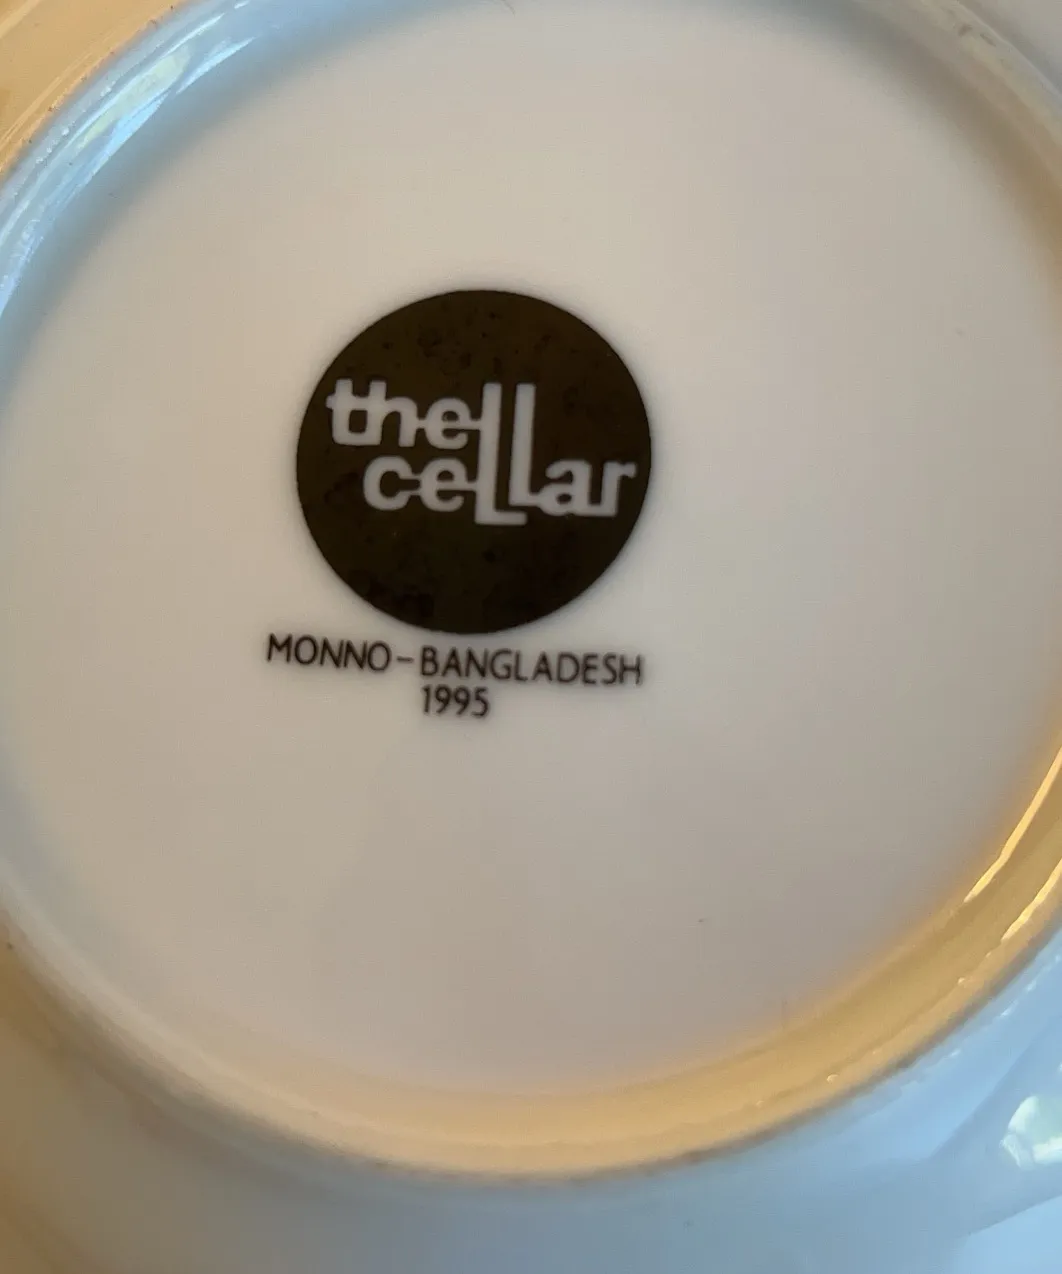 the
cellar
MONNO-BANGLADESH
1995